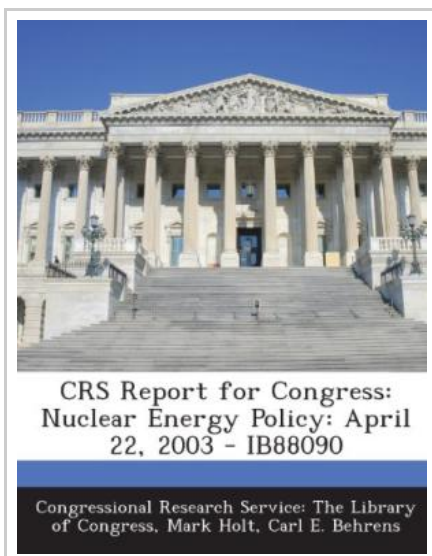 CRS Report for Congress:
Nuclear Energy Policy: April
22, 2003 - IB88090
Congressional Research Service: The Library
of Congress, Mark Holt, Carl E. Behrens